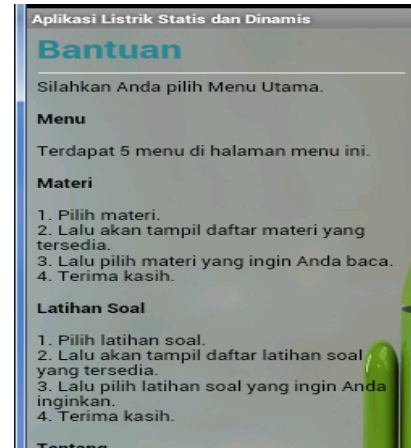 Aplikasi Listrik Statis dan Dinamis
Bantuan
Silahkan Anda pilih Menu Utama.
Menu
Terdapat 5 menu di halaman menu ini.
Materi
1. Pilih materi.
2. Lalu akan tampil daftar materi yang
tersedia.
3. Lalu pilih materi yang ingin Anda baca.
4. Terima kasih.
Latihan Soal
1. Pilih latihan soal.
2. Lalu akan tampil daftar latihan soal
yang tersedia.
3. Lalu pilih latihan soal yang ingin Anda
inginkan.
4. Terima kasih.
Tentang